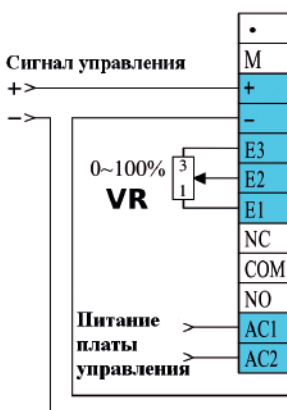 •
Сигнал управления
M
+
+
−
−
E3
0~100%
3
E2
VR
1
E1
NC
COM
NO
Питание
AC1
платы
AC2
управления